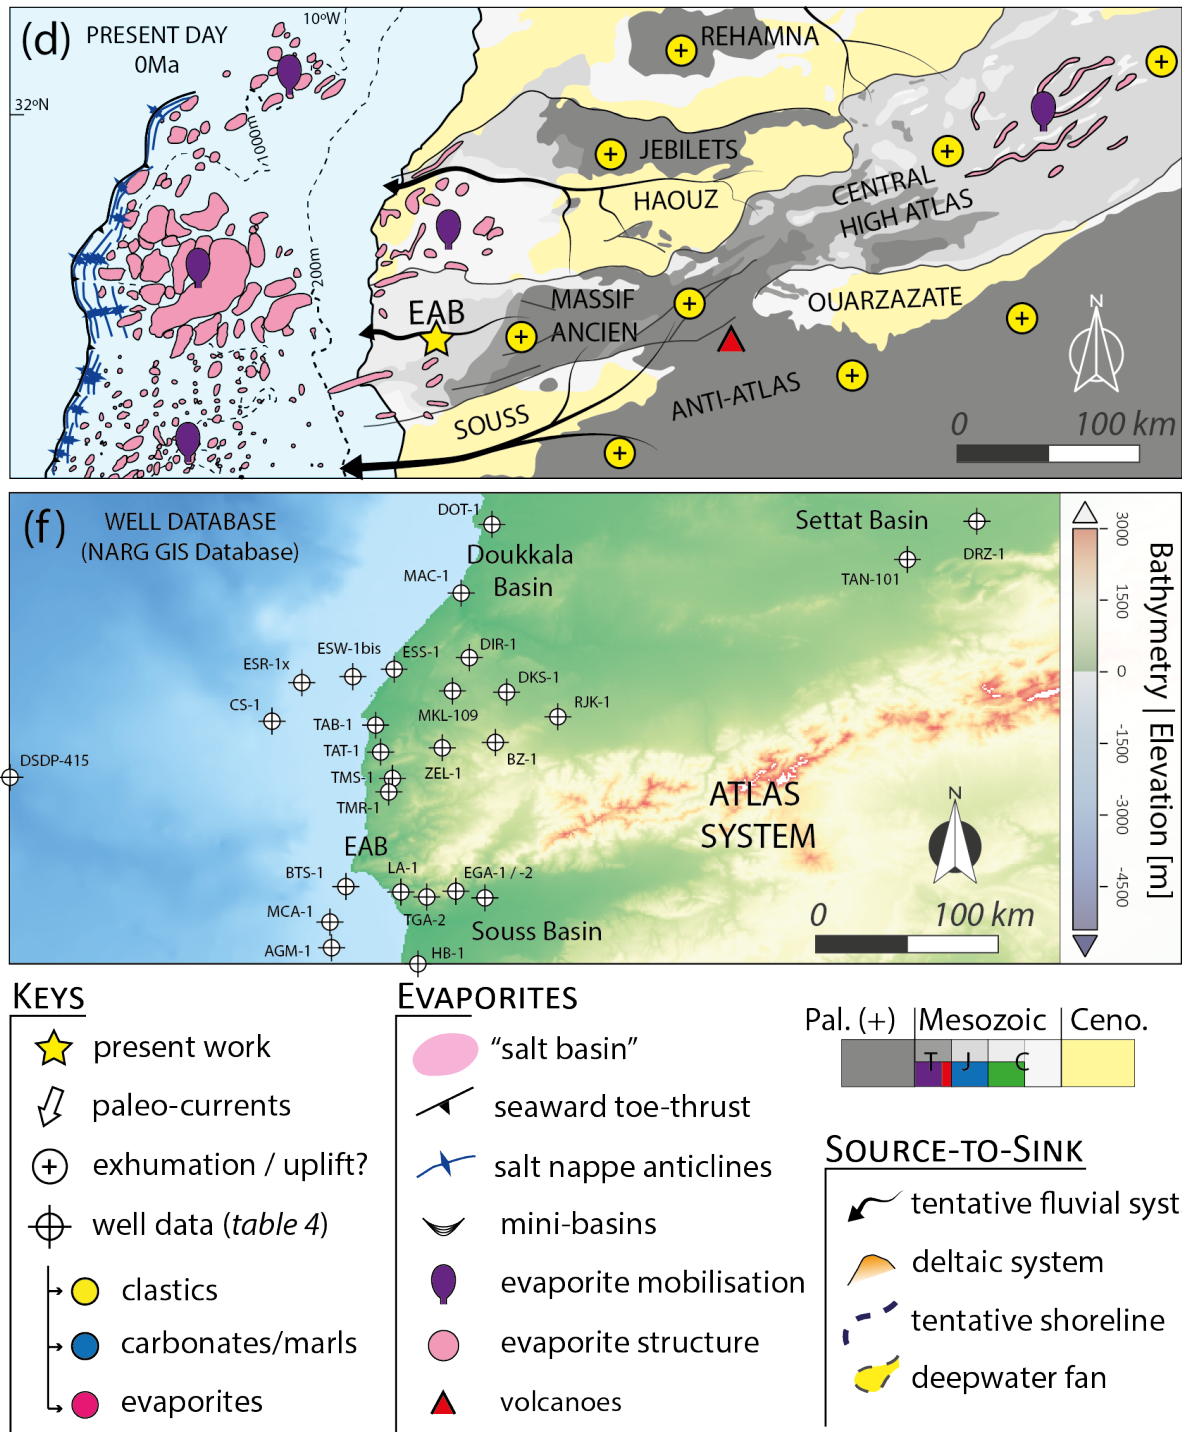 (d)
PRESENT DAY
0Ma
10ºW
32ºN
-1000m
-200m
REHAMNA
JEBILETS
HAOUZ
CENTRAL
HIGH ATLAS
EAB
MASSIF
ANCIEN
OUARZAZATE
ANTI-ATLAS
SOUSS
N
0 100 km
(f)
WELL DATABASE
(NARG GIS Database)
DOT-1
Doukkala
Basin
MAC-1
Settat Basin
DRZ-1
TAN-101
ESR-1x
ESW-1bis
ESS-1
DIR-1
CS-1
DKS-1
MKL-109
RJK-1
TAB-1
TAT-1
ZEL-1
BZ-1
DSDP-415
TMS-1
TMR-1
ATLAS
SYSTEM
EAB
BTS-1
LA-1
EGA-1 / -2
MCA-1
TGA-2
AGM-1
HB-1
Souss Basin
N
0 100 km
3000
1500
0
-1500
-3000
-4500
Bathymetry | Elevation [m]
KEYS
present work
paleo-currents
exhumation / uplift?
well data (table 4)
clastics
carbonates/marls
evaporites
EVAPORITES
“salt basin”
seaward toe-thrust
salt nappe anticlines
mini-basins
evaporite mobilisation
evaporite structure
volcanoes
Pal. (+) Mesozoic Ceno.
T J C
SOURCE-TO-SINK
tentative fluvial syst
deltaic system
tentative shoreline
deepwater fan